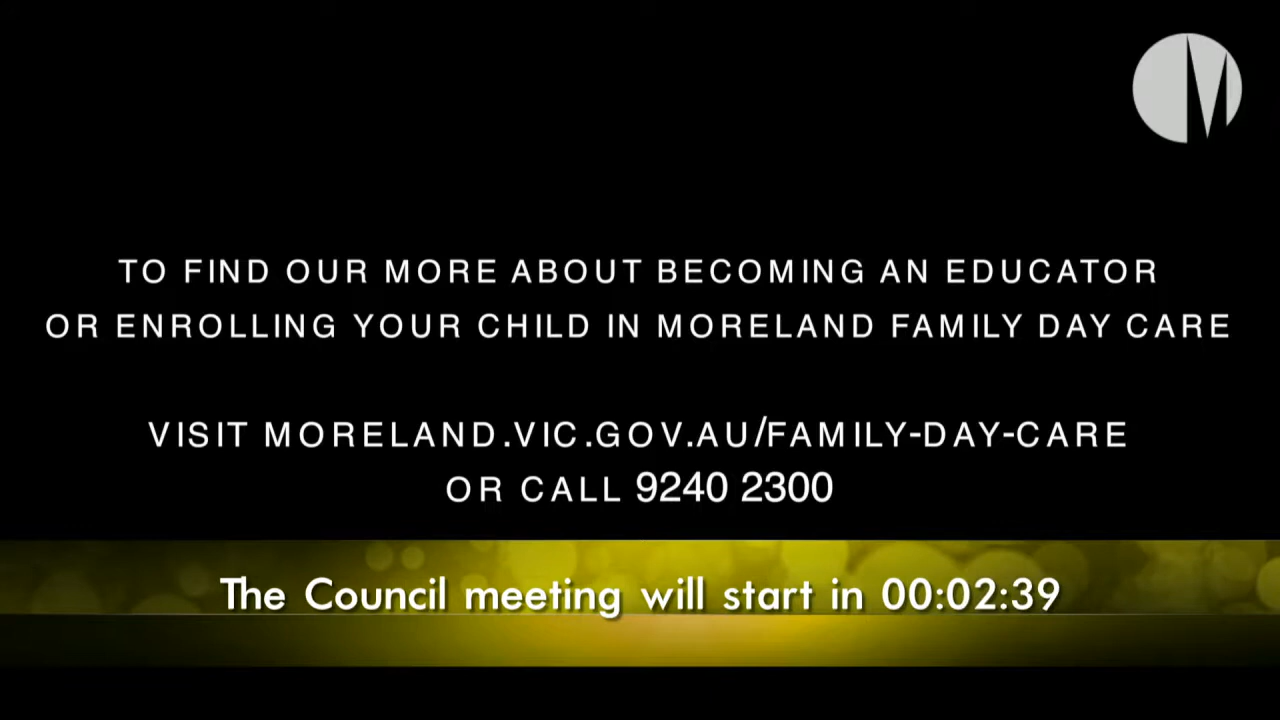 TO FIND OUR MORE ABOUT BECOMING AN EDUCATOR
OR ENROLLING YOUR CHILD IN MORELAND FAMILY DAY CARE
VISIT MORELAND.VIC.GOV.AU/FAMILY-DAY-CARE
OR CALL 9240 2300
The Council meeting will start in 00:02:39